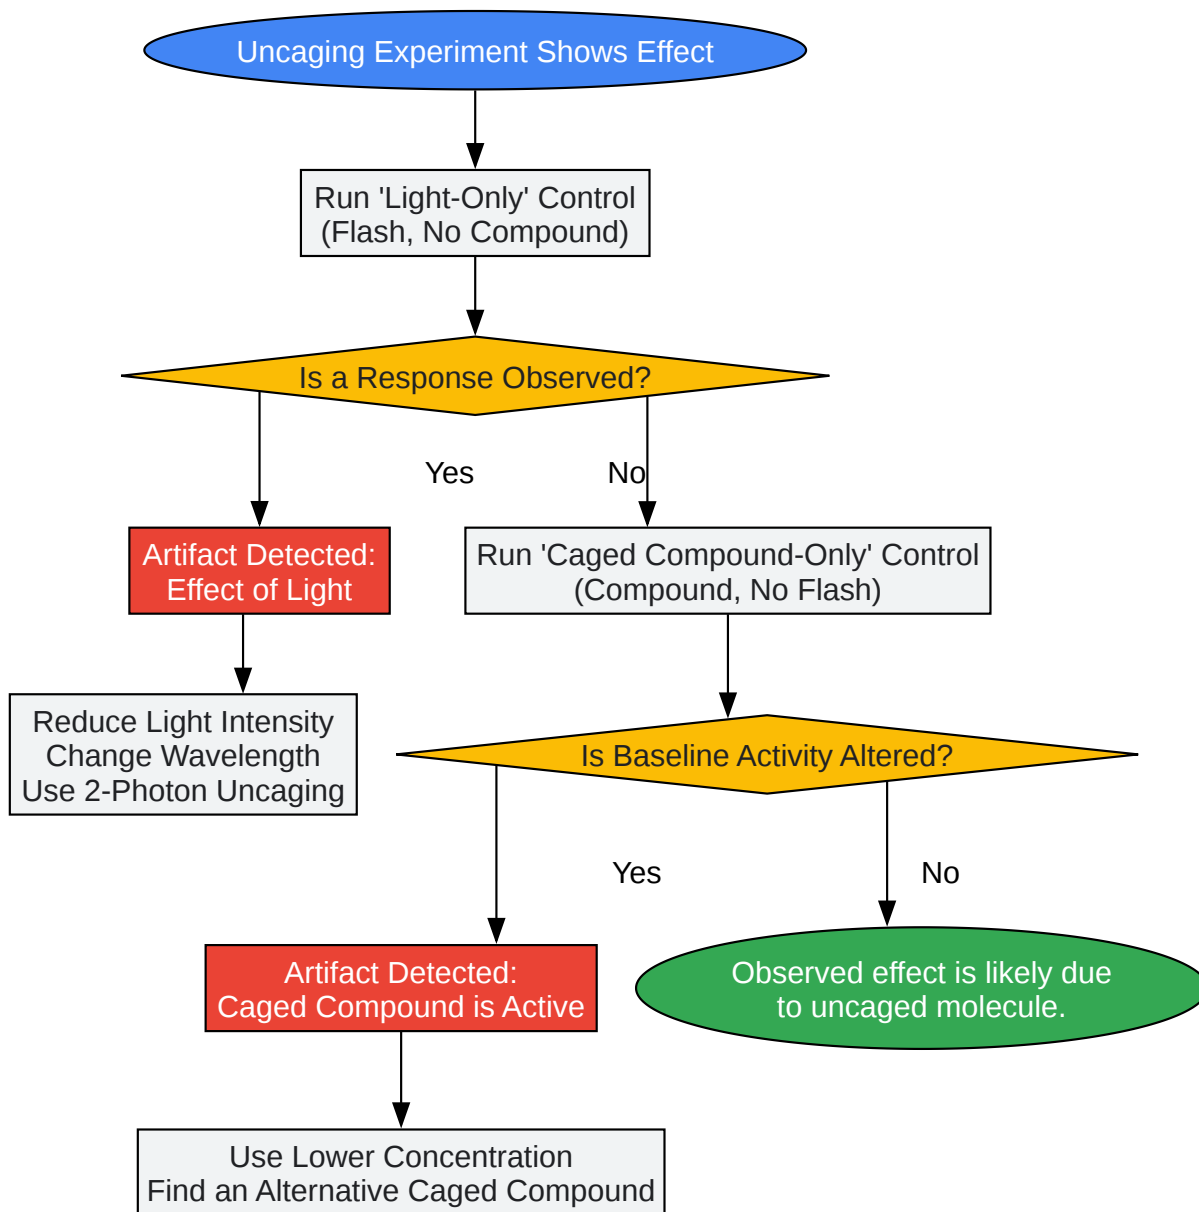 Uncaging Experiment Shows Effect
Run 'Light-Only' Control
(Flash, No Compound)
Is a Response Observed?
Yes
No
Artifact Detected:
Effect of Light
Run 'Caged Compound-Only' Control
(Compound, No Flash)
Reduce Light Intensity
Change Wavelength
Use 2-Photon Uncaging
Is Baseline Activity Altered?
Yes
No
Artifact Detected:
Caged Compound is Active
Observed effect is likely due
to uncaged molecule.
Use Lower Concentration
Find an Alternative Caged Compound